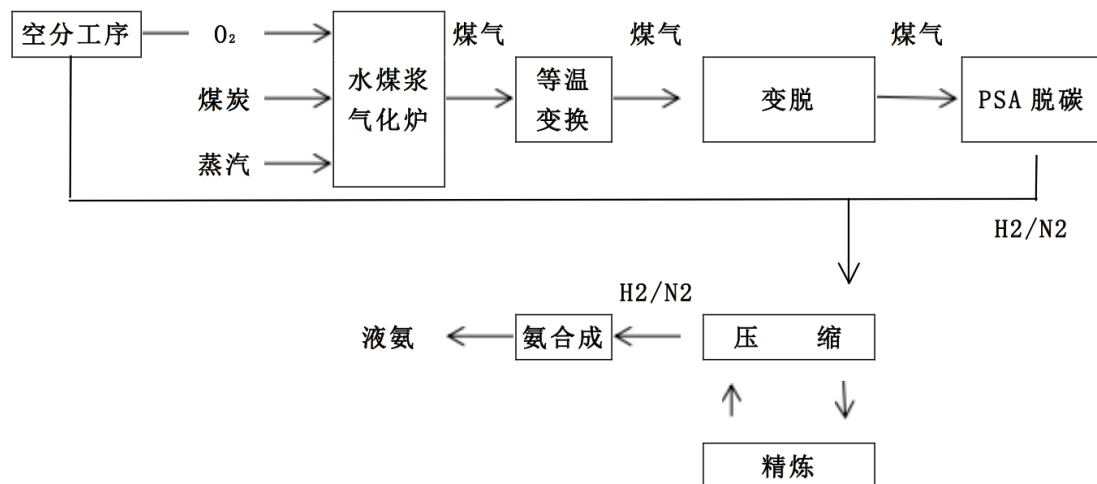 空分工序
O₂
煤炭
蒸汽
水煤浆
气化炉
煤气
等温
变换
煤气
变脱
煤气
PSA 脱碳
H2/N2
H2/N2
液氨
氨合成
压 缩
精炼